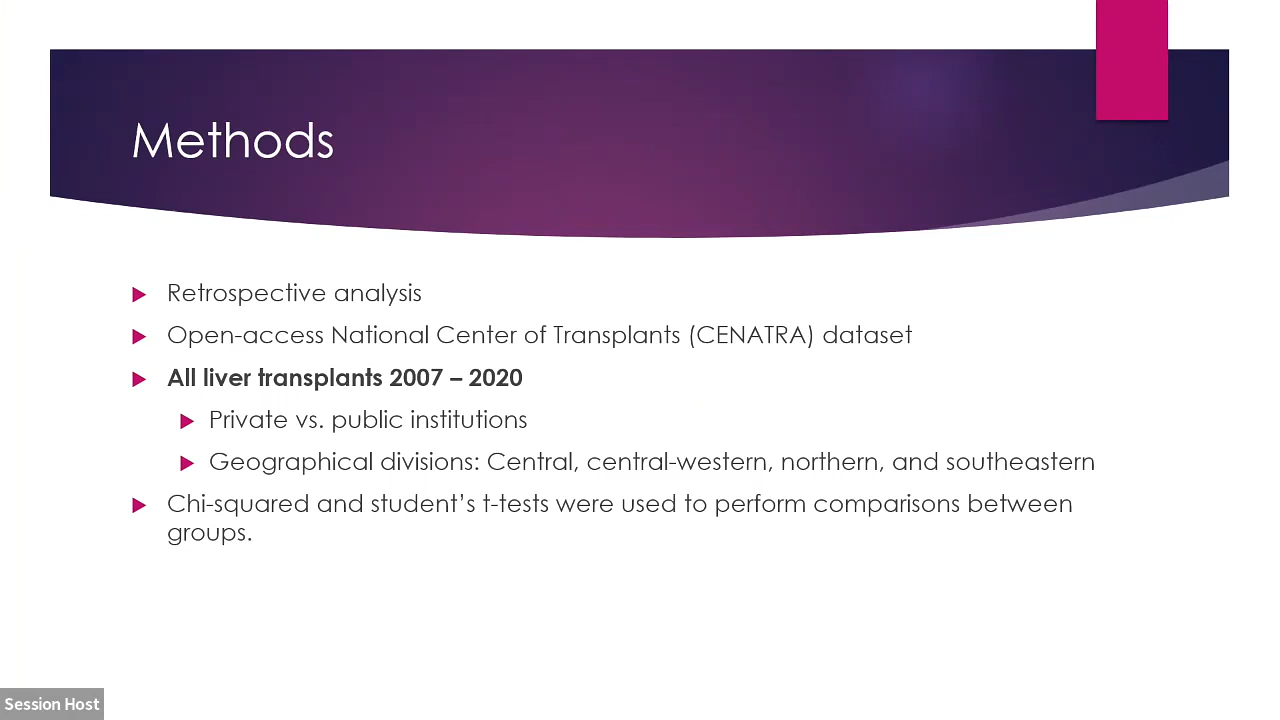 Methods
Retrospective analysis
Open-access National Center of Transplants (CENATRA) dataset
All liver transplants 2007 – 2020
Private vs. public institutions
Geographical divisions: Central, central-western, northern, and southeastern
Chi-squared and student’s t-tests were used to perform comparisons between
groups.
Session Host